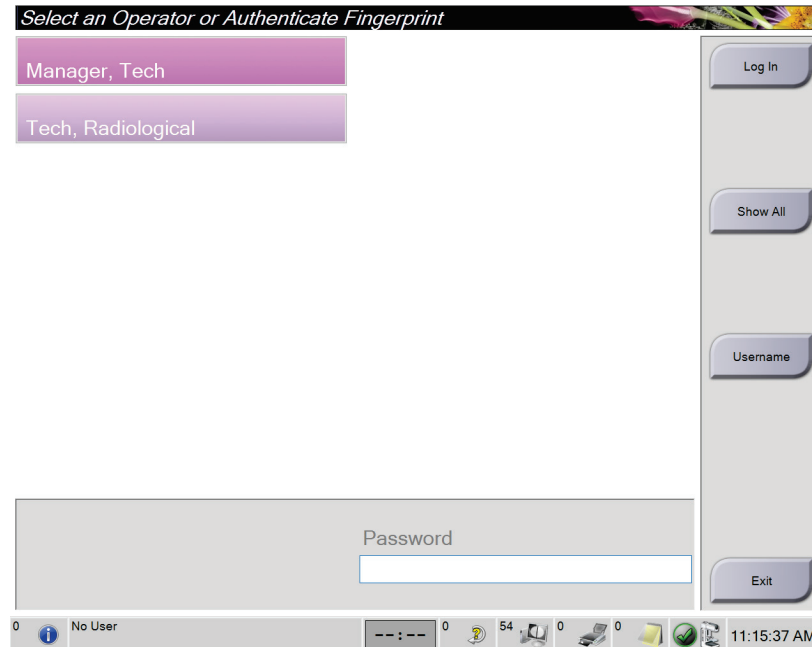 Select an Operator or Authenticate Fingerprint
Manager, Tech
Tech, Radiological
Log In
Show All
Username
Password
Exit
0
No User
--:--
0
54
0
0
11:15:37 AM